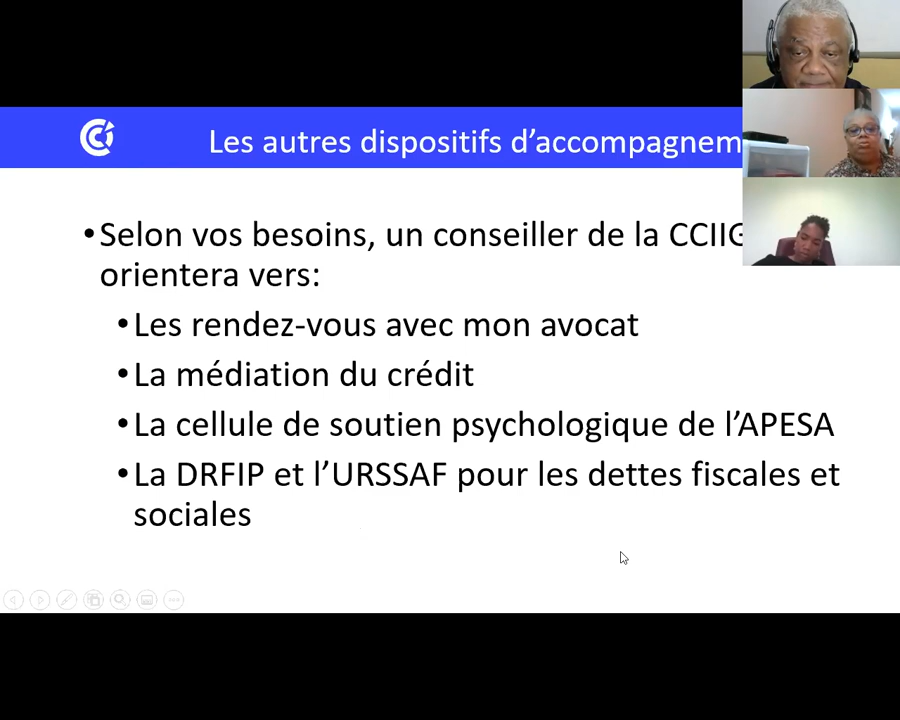 Les autres dispositifs d’accompagnem
• Selon vos besoins, un conseiller de la CCIIG
orientera vers:
• Les rendez-vous avec mon avocat
• La médiation du crédit
• La cellule de soutien psychologique de l’APESA
• La DRFIP et l’URSSAF pour les dettes fiscales et
sociales